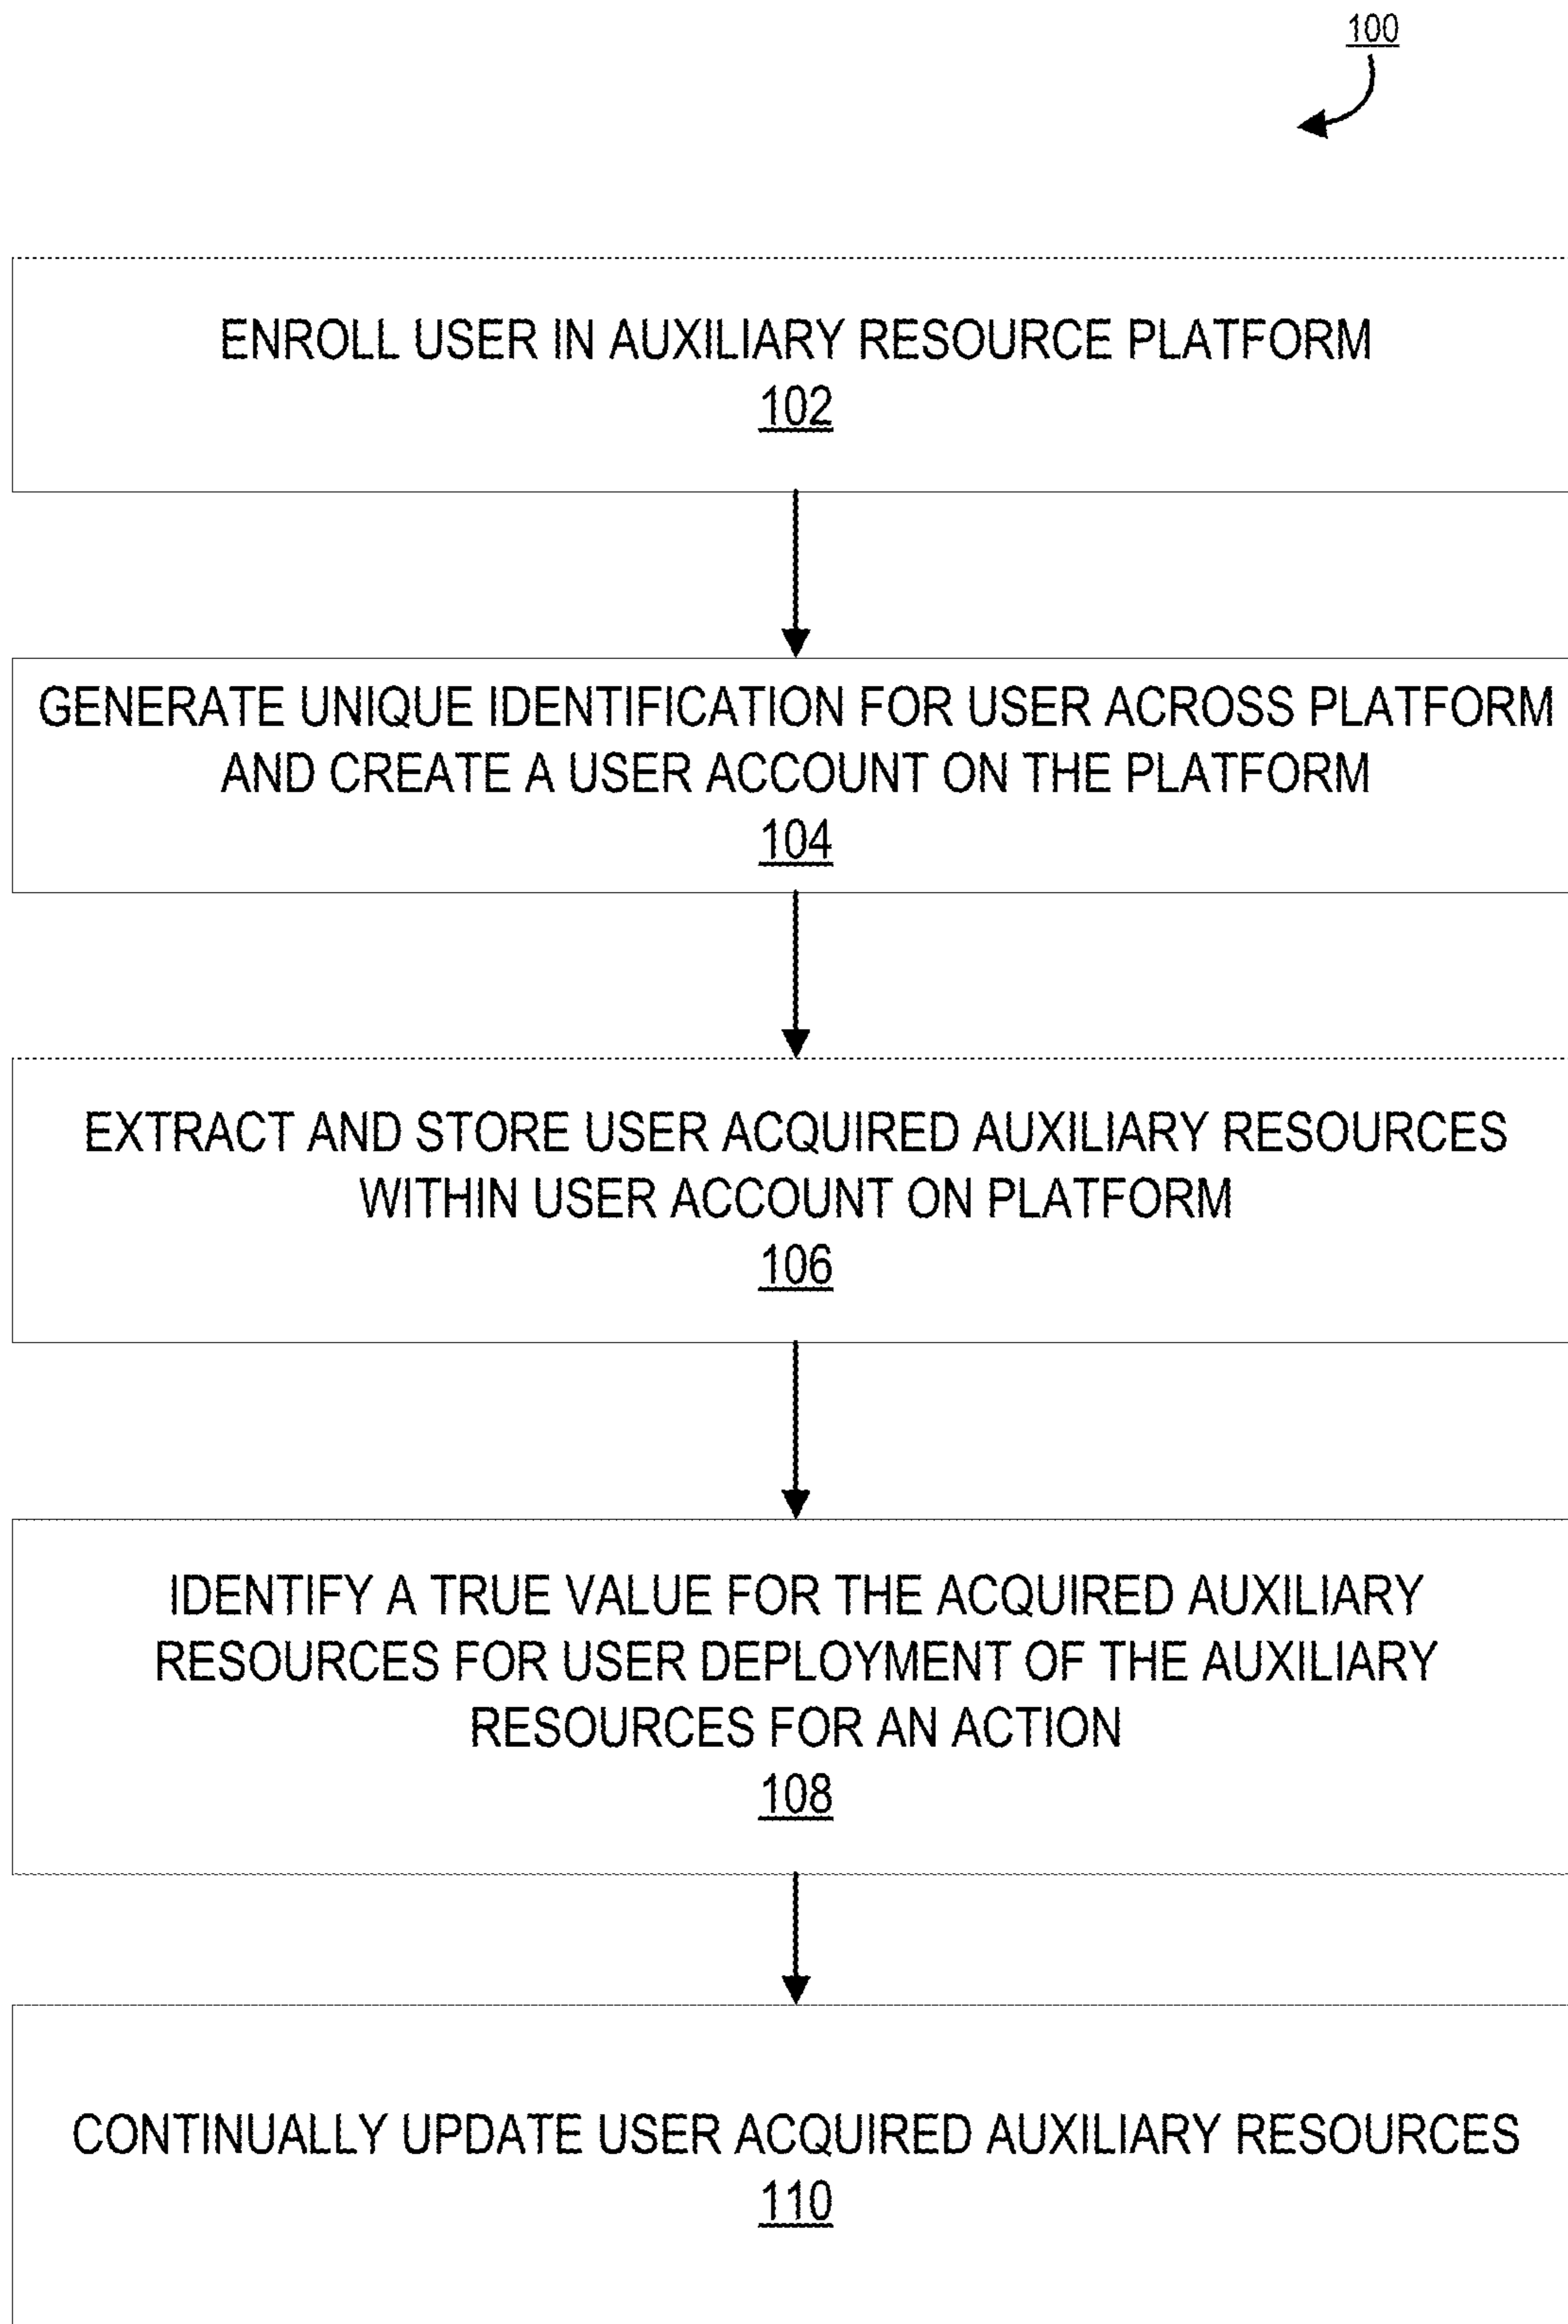 100
ENROLL USER IN AUXILIARY RESOURCE PLATFORM
102
GENERATE UNIQUE IDENTIFICATION FOR USER ACROSS PLATFORM
AND CREATE A USER ACCOUNT ON THE PLATFORM
104
EXTRACT AND STORE USER ACQUIRED AUXILIARY RESOURCES
WITHIN USER ACCOUNT ON PLATFORM
106
IDENTIFY A TRUE VALUE FOR THE ACQUIRED AUXILIARY
RESOURCES FOR USER DEPLOYMENT OF THE AUXILIARY
RESOURCES FOR AN ACTION
108
CONTINUALLY UPDATE USER ACQUIRED AUXILIARY RESOURCES
110